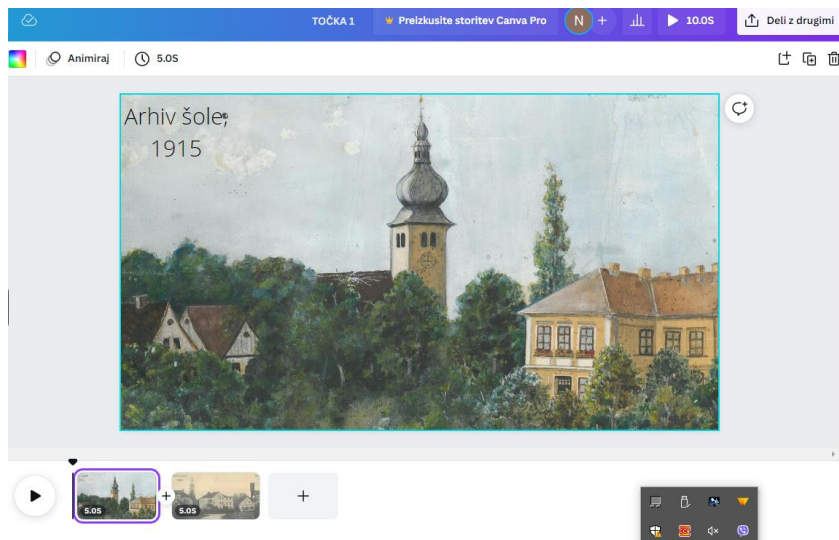 TOČKA 1
Preizkusite storitev Canva Pro
N
10.0S
Deli z drugimi
Animiraj
5.0S
Arhiv šole,
1915
5.0S
5.0S